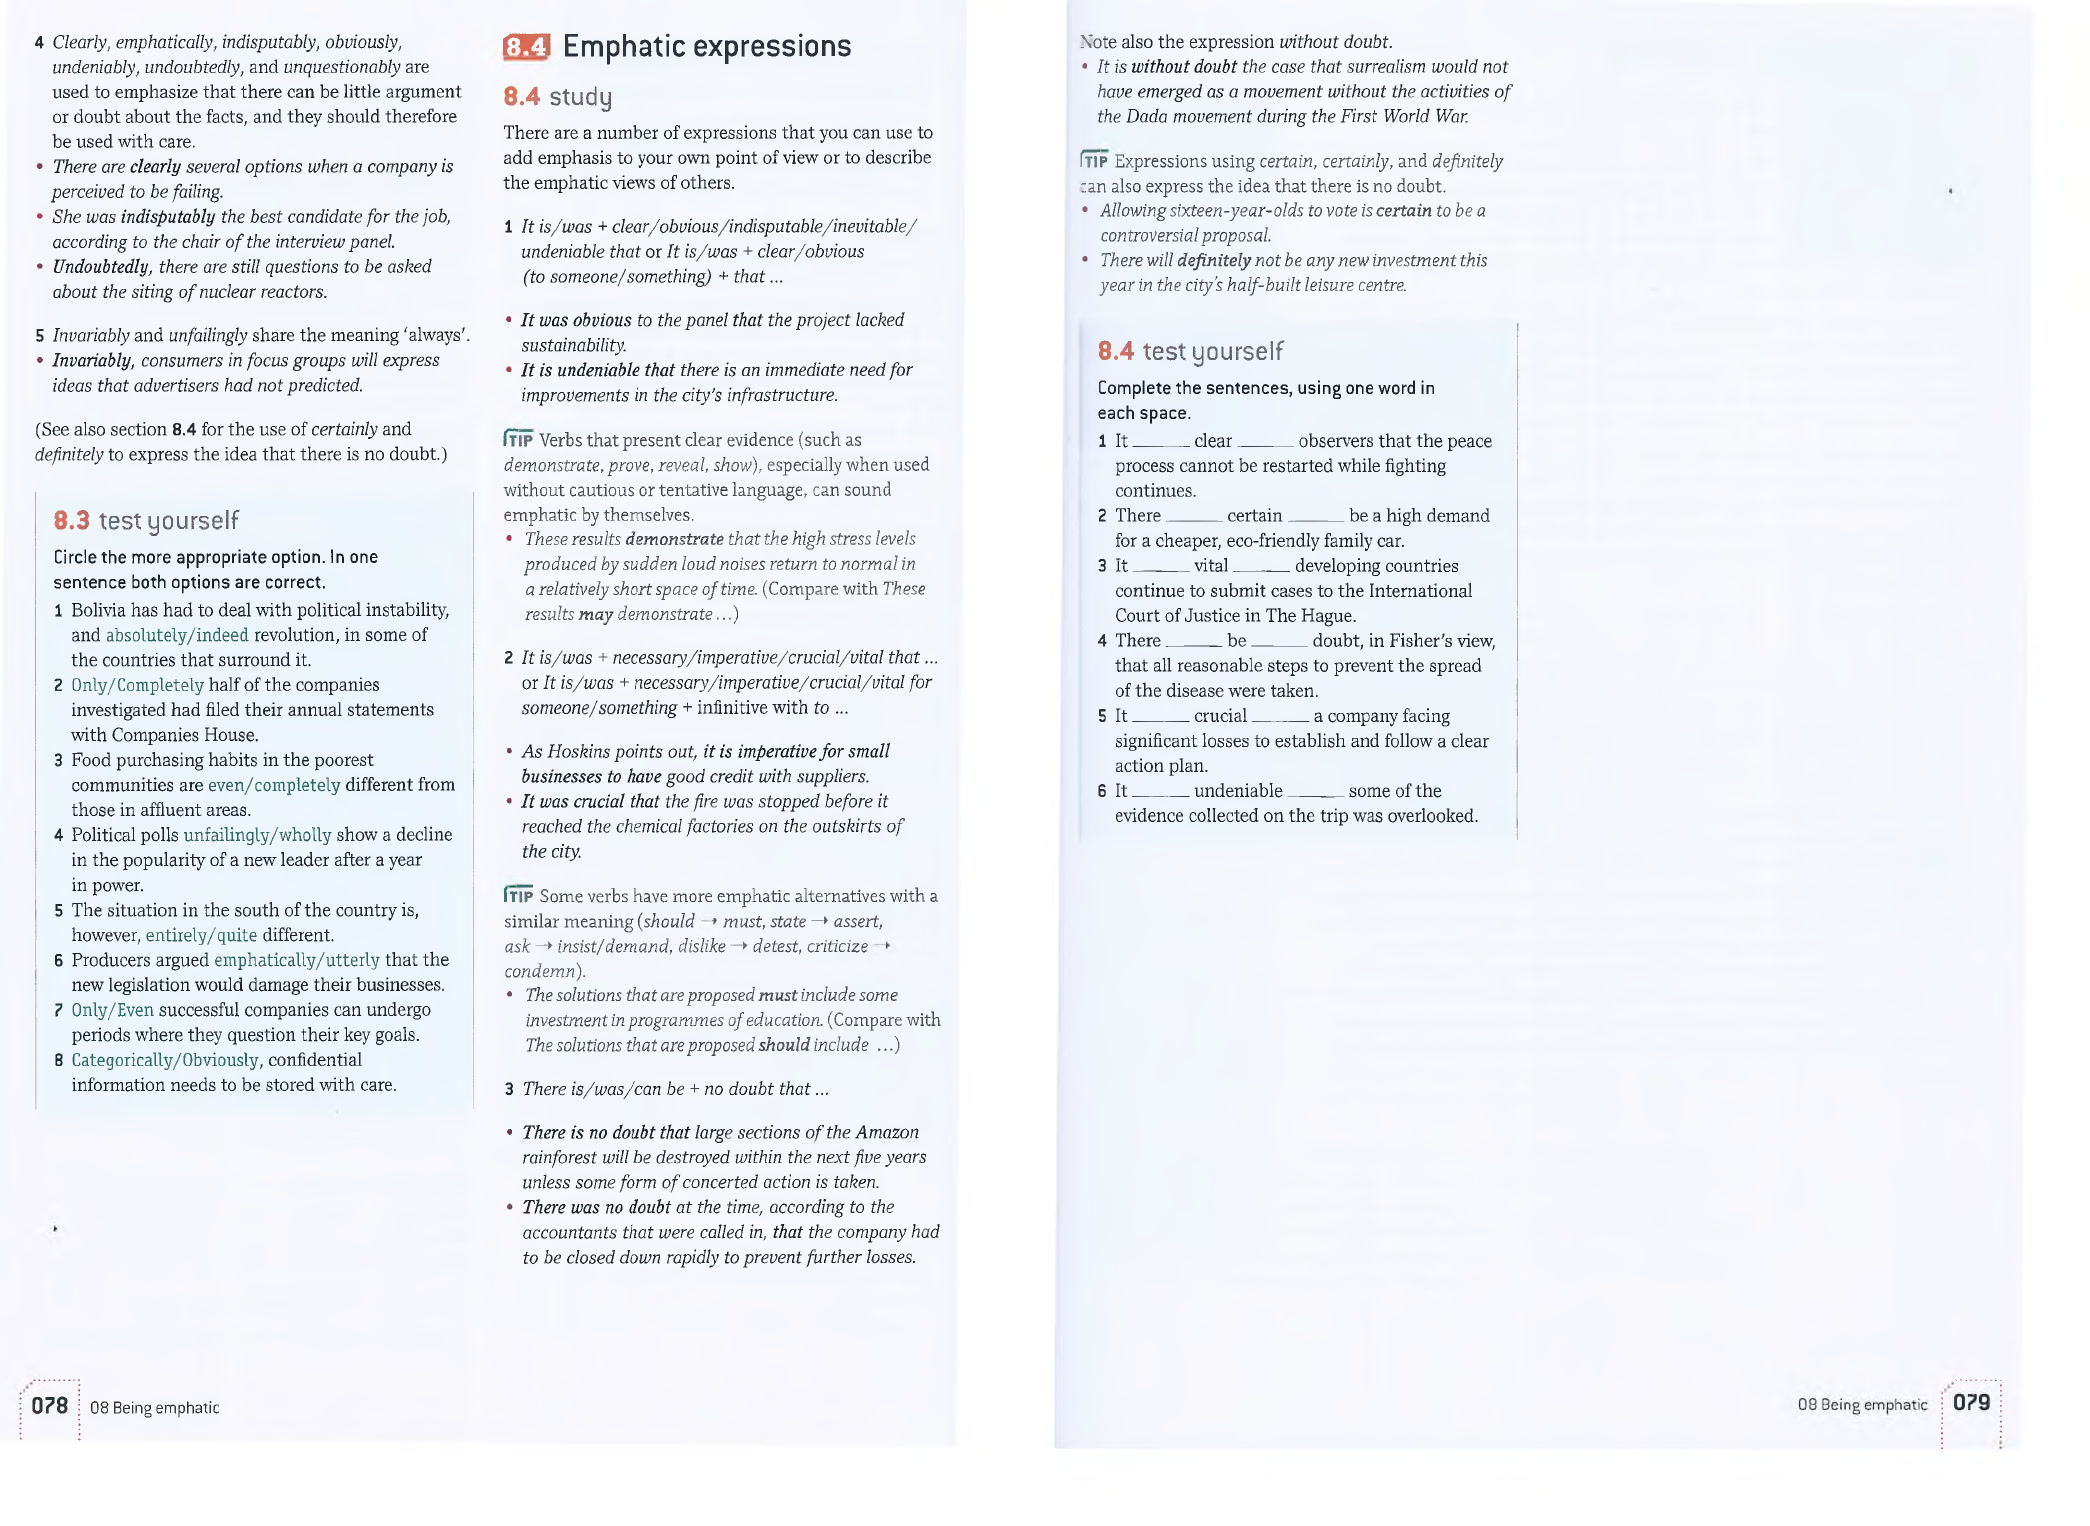 4 Clearly, emphatically, indisputably, obviously,
undeniably, undoubtedly, and unquestionably are
used to emphasize that there can be little argument
or doubt about the facts, and they should therefore
be used with care.
• There are clearly several options when a company is
perceived to be failing.
• She was indisputably the best candidate for the job,
according to the chair of the interview panel.
• Undoubtedly, there are still questions to be asked
about the siting of nuclear reactors.
5 Invariably and unfailingly share the meaning ‘always’.
• Invariably, consumers in focus groups will express
ideas that advertisers had not predicted.
(See also section 8.4 for the use of certainly and
definitely to express the idea that there is no doubt.)
8.3 test yourself
Circle the more appropriate option. In one
sentence both options are correct.
1 Bolivia has had to deal with political instability,
and absolutely/indeed revolution, in some of
the countries that surround it.
2 Only/Completely half of the companies
investigated had filed their annual statements
with Companies House.
3 Food purchasing habits in the poorest
communities are even/completely different from
those in affluent areas.
4 Political polls unfailingly/wholly show a decline
in the popularity of a new leader after a year
in power.
5 The situation in the south of the country is,
however, entirely/quite different.
6 Producers argued emphatically/utterly that the
new legislation would damage their businesses.
7 Only/Even successful companies can undergo
periods where they question their key goals.
8 Categorically/Obviously, confidential
information needs to be stored with care.
078 08 Being emphatic
8.4 Emphatic expressions
8.4 study
There are a number of expressions that you can use to
add emphasis to your own point of view or to describe
the emphatic views of others.
1 It is/was + clear/obvious/indisputable/inevitable/
undeniable that or It is/was + clear/obvious
(to someone/something) + that ...
• It was obvious to the panel that the project lacked
sustainability.
• It is undeniable that there is an immediate need for
improvements in the city’s infrastructure.
TIP Verbs that present clear evidence (such as
demonstrate, prove, reveal, show), especially when used
without cautious or tentative language, can sound
emphatic by themselves.
• These results demonstrate that the high stress levels
produced by sudden loud noises return to normal in
a relatively short space of time. (Compare with These
results may demonstrate ...)
2 It is/was + necessary/imperative/crucial/vital that ...
or It is/was + necessary/imperative/crucial/vital for
someone/something + infinitive with to ...
• As Hoskins points out, it is imperative for small
businesses to have good credit with suppliers.
• It was crucial that the fire was stopped before it
reached the chemical factories on the outskirts of
the city.
TIP Some verbs have more emphatic alternatives with a
similar meaning (should → must, state → assert,
ask → insist/demand, dislike → detest, criticize →
condemn).
• The solutions that are proposed must include some
investment in programmes of education. (Compare with
The solutions that are proposed should include ...)
3 There is/was/can be + no doubt that ...
• There is no doubt that large sections of the Amazon
rainforest will be destroyed within the next five years
unless some form of concerted action is taken.
• There was no doubt at the time, according to the
accountants that were called in, that the company had
to be closed down rapidly to prevent further losses.
Note also the expression without doubt.
• It is without doubt the case that surrealism would not
have emerged as a movement without the activities of
the Dada movement during the First World War.
TIP Expressions using certain, certainly, and definitely
can also express the idea that there is no doubt.
• Allowing sixteen-year-olds to vote is certain to be a
controversial proposal.
• There will definitely not be any new investment this
year in the city’s half-built leisure centre.
8.4 test yourself
Complete the sentences, using one word in
each space.
1 It ______ clear ______ observers that the peace
process cannot be restarted while fighting
continues.
2 There ______ certain ______ be a high demand
for a cheaper, eco-friendly family car.
3 It ______ vital ______ developing countries
continue to submit cases to the International
Court of Justice in The Hague.
4 There ______ be ______ doubt, in Fisher’s view,
that all reasonable steps to prevent the spread
of the disease were taken.
5 It ______ crucial ______ a company facing
significant losses to establish and follow a clear
action plan.
6 It ______ undeniable ______ some of the
evidence collected on the trip was overlooked.
08 Being emphatic 079